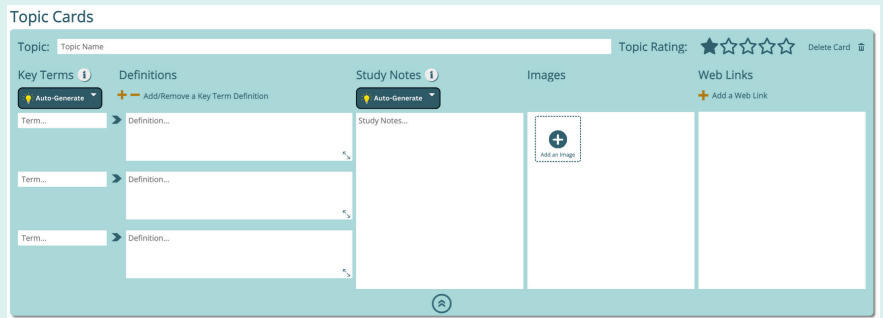 Topic Cards
Topic: Topic Name Topic Rating: Delete Card
Key Terms i Definitions Study Notes i Images Web Links
Auto-Generate Add/Remove a Key Term Definition Auto-Generate Add a Web Link
Term... Definition... Study Notes...
Add an Image
Term... Definition...
Term... Definition...